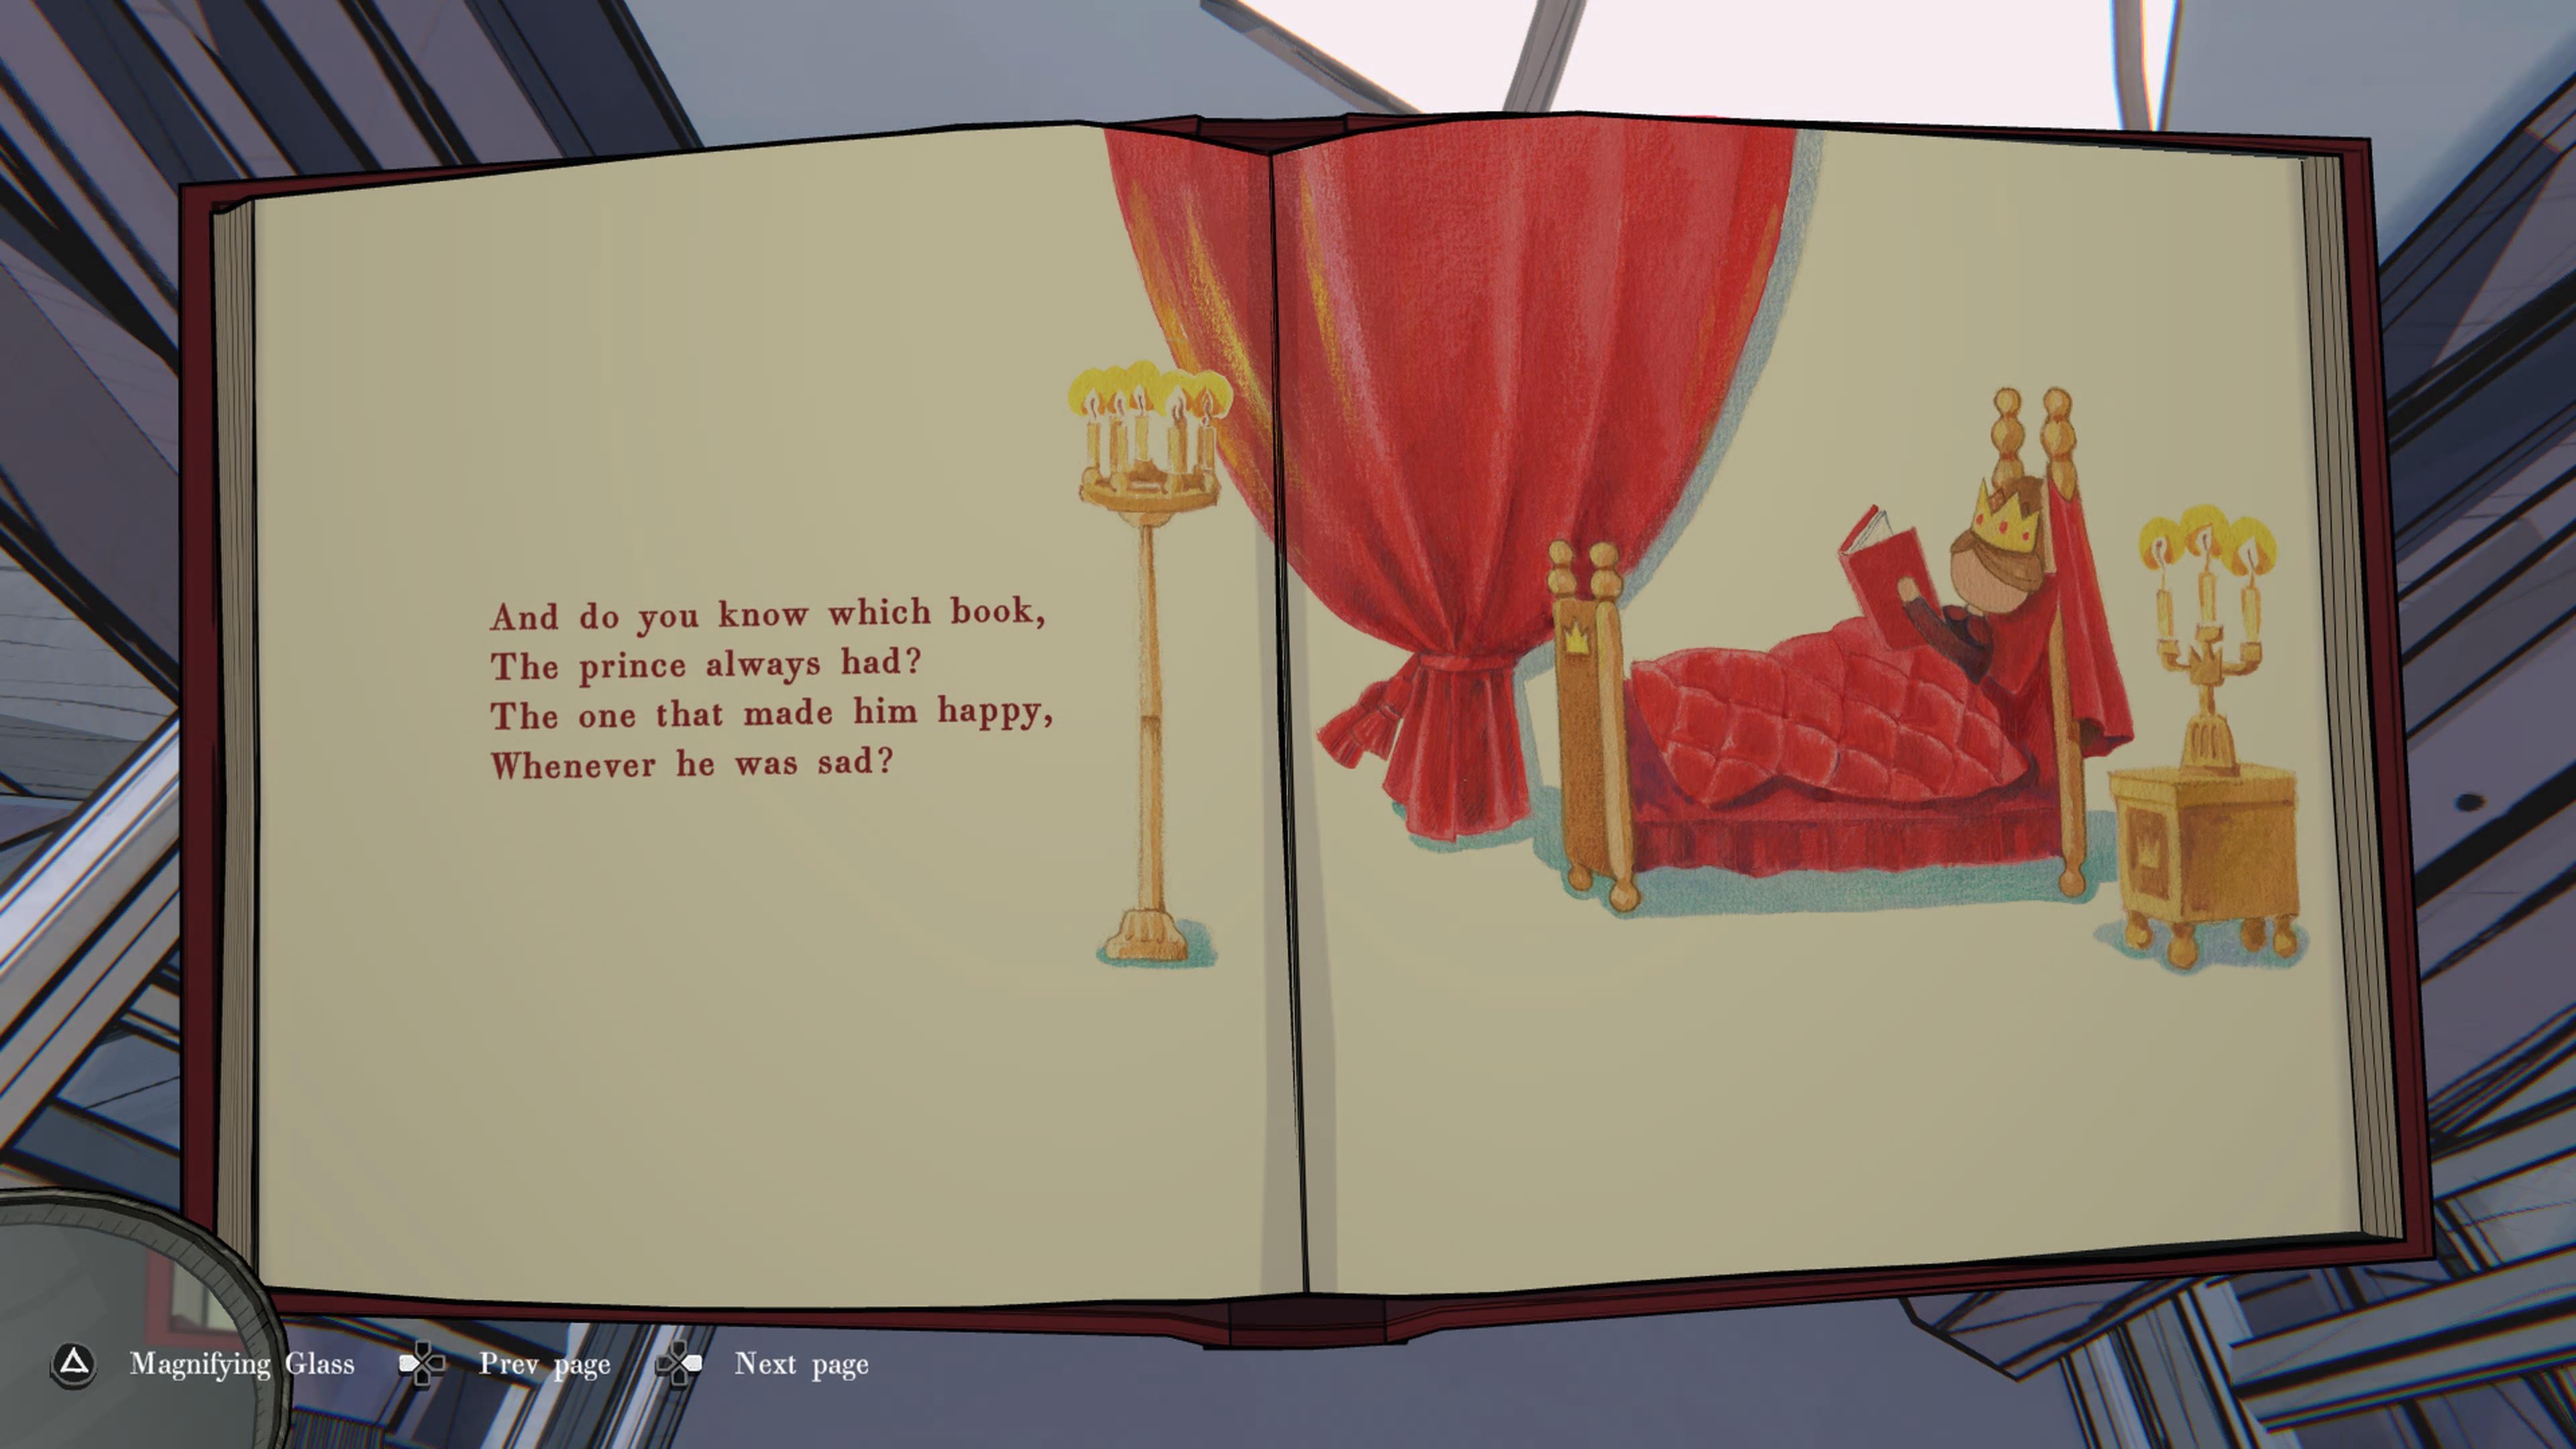 And do you know which book,
The prince always had?
The one that made him happy,
Whenever he was sad?
Magnifying Glass
Prev page
Next page